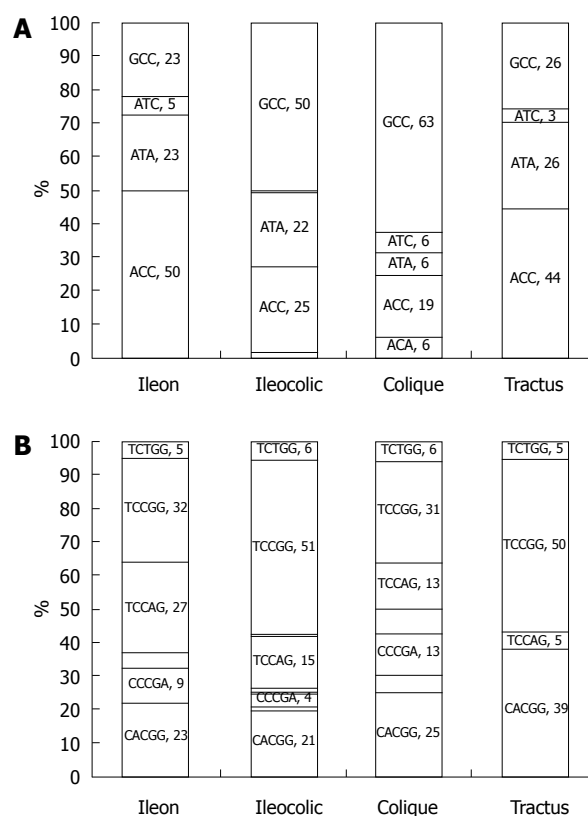 A
%
100
90
80
70
60
50
40
30
20
10
0
GCC, 23
ATC, 5
ATA, 23
ACC, 50
GCC, 50
ATA, 22
ACC, 25
GCC, 63
ATC, 6
ATA, 6
ACC, 19
ACA, 6
GCC, 26
ATC, 3
ATA, 26
ACC, 44
Ileon Ileocolic Colique Tractus
B
%
100
90
80
70
60
50
40
30
20
10
0
TCTGG, 5
TCCGG, 32
TCCAG, 27
CCCGA, 9
CACGG, 23
TCTGG, 6
TCCGG, 51
TCCAG, 15
CCCGA, 4
CACGG, 21
TCTGG, 6
TCCGG, 31
TCCAG, 13
CCCGA, 13
CACGG, 25
TCTGG, 5
TCCGG, 50
TCCAG, 5
CACGG, 39
Ileon Ileocolic Colique Tractus